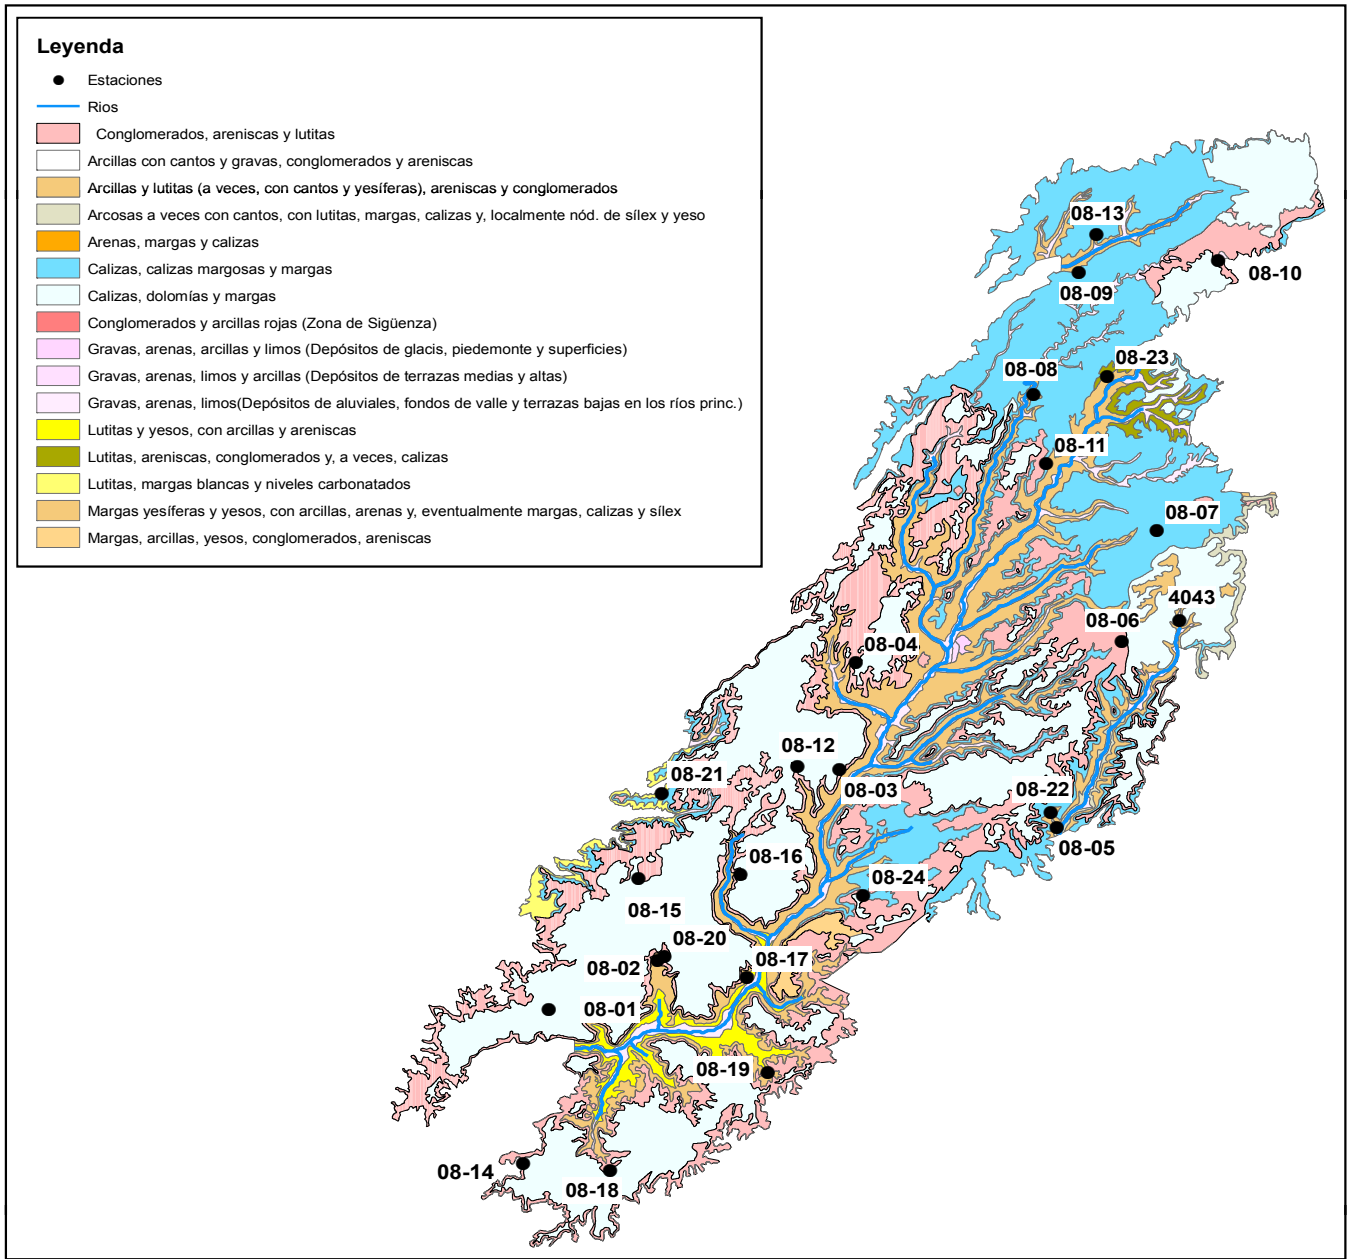 Leyenda
Estaciones
Rios
Conglomerados, areniscas y lutitas
Arcillas con cantos y gravas, conglomerados y areniscas
Arcillas y lutitas (a veces, con cantos y yesíferas), areniscas y conglomerados
Arcosas a veces con cantos, con lutitas, margas, calizas y, localmente nód. de sílex y yeso
Arenas, margas y calizas
Calizas, calizas margosas y margas
Calizas, dolomías y margas
Conglomerados y arcillas rojas (Zona de Sigüenza)
Gravas, arenas, arcillas y limos (Depósitos de glacis, piedemonte y superficies)
Gravas, arenas, limos y arcillas (Depósitos de terrazas medias y altas)
Gravas, arenas, limos(Depósitos de aluviales, fondos de valle y terrazas bajas en los ríos princ.)
Lutitas y yesos, con arcillas y areniscas
Lutitas, areniscas, conglomerados y, a veces, calizas
Lutitas, margas blancas y niveles carbonatados
Margas yesíferas y yesos, con arcillas, arenas y, eventualmente margas, calizas y sílex
Margas, arcillas, yesos, conglomerados, areniscas
08-13
08-10
08-09
08-23
08-08
08-11
08-07
4043
08-06
08-04
08-12
08-21
08-03
08-22
08-05
08-16
08-24
08-15
08-20
08-02
08-17
08-01
08-19
08-14
08-18